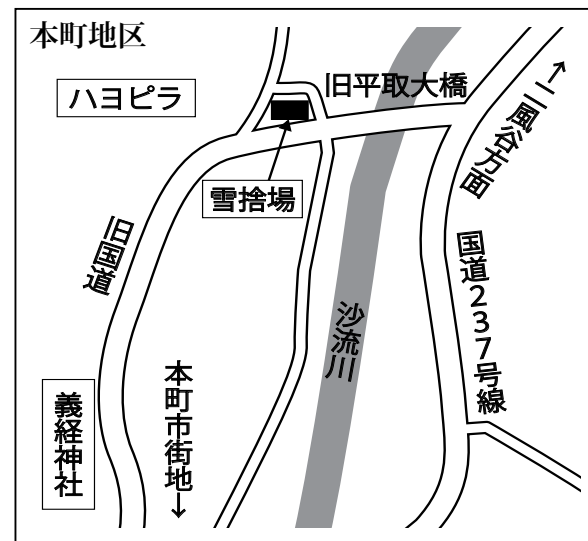 本町地区
ハヨピラ
旧平取大橋
↑二風谷方面
雪捨場
旧国道
国道237号線
沙流川
義経神社
本町市街地↓